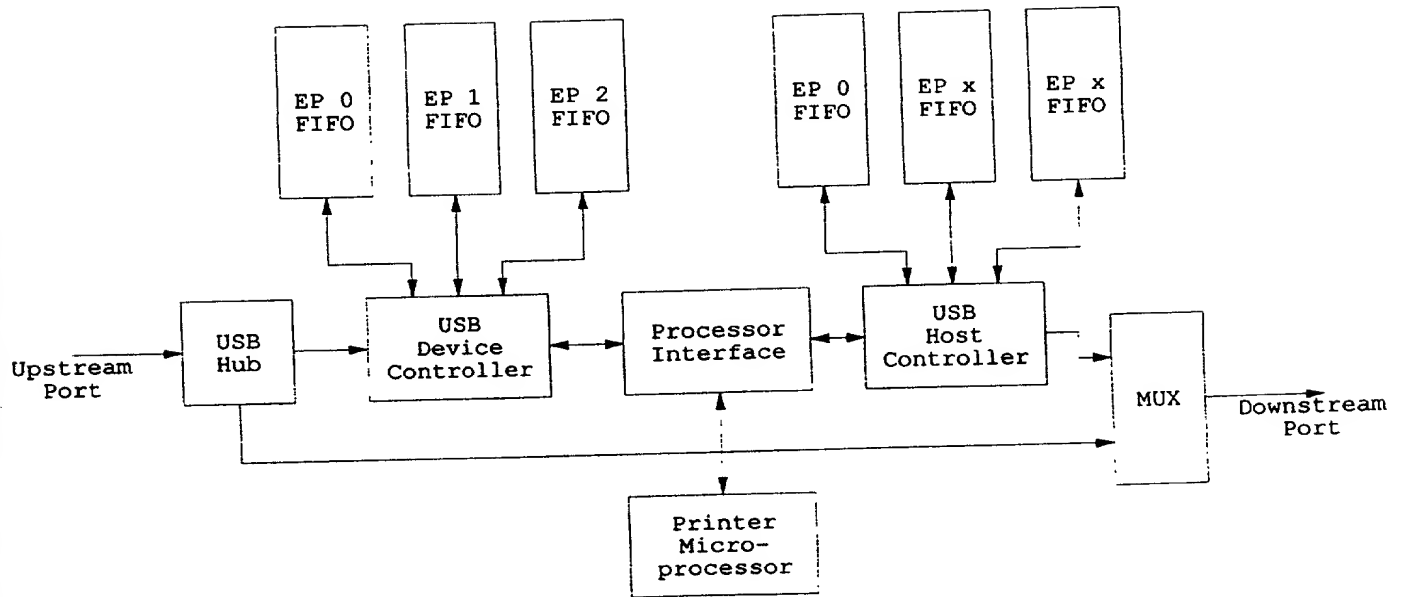 EP 0
FIFO
EP 1
FIFO
EP 2
FIFO
EP 0
FIFO
EP x
FIFO
EP x
FIFO
Upstream
Port
USB
Hub
USB
Device
Controller
Processor
Interface
USB
Host
Controller
MUX
Downstream
Port
Printer
Micro-
processor